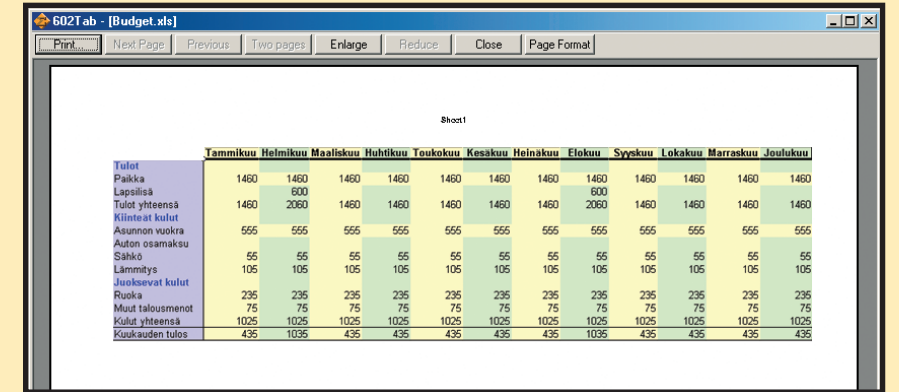 602Tab - [Budget.xls]
Print... Next Page Previous Two pages Enlarge Reduce Close Page Format
Sheet1
Tammikuu Helmikuu Maaliskuu Huhtikuu Toukokuu Kesäkuu Heinäkuu Elokuu Syyskuu Lokakuu Marraskuu Joulukuu
Tulot
Paikka 1460 1460 1460 1460 1460 1460 1460 1460 1460 1460 1460 1460
Lapsilisä 600 600
Tulot yhteensä 1460 2060 1460 1460 1460 1460 1460 2060 1460 1460 1460 1460
Kiinteät kulut
Asunnon vuokra 555 555 555 555 555 555 555 555 555 555 555 555
Auton osamaksu
Sähkö 55 55 55 55 55 55 55 55 55 55 55 55
Lämmitys 105 105 105 105 105 105 105 105 105 105 105 105
Juoksevat kulut
Ruoka 235 235 235 235 235 235 235 235 235 235 235 235
Muut talousmenot 75 75 75 75 75 75 75 75 75 75 75 75
Kulut yhteensä 1025 1025 1025 1025 1025 1025 1025 1025 1025 1025 1025 1025
Kuukauden tulos 435 1035 435 435 435 435 435 1035 435 435 435 435